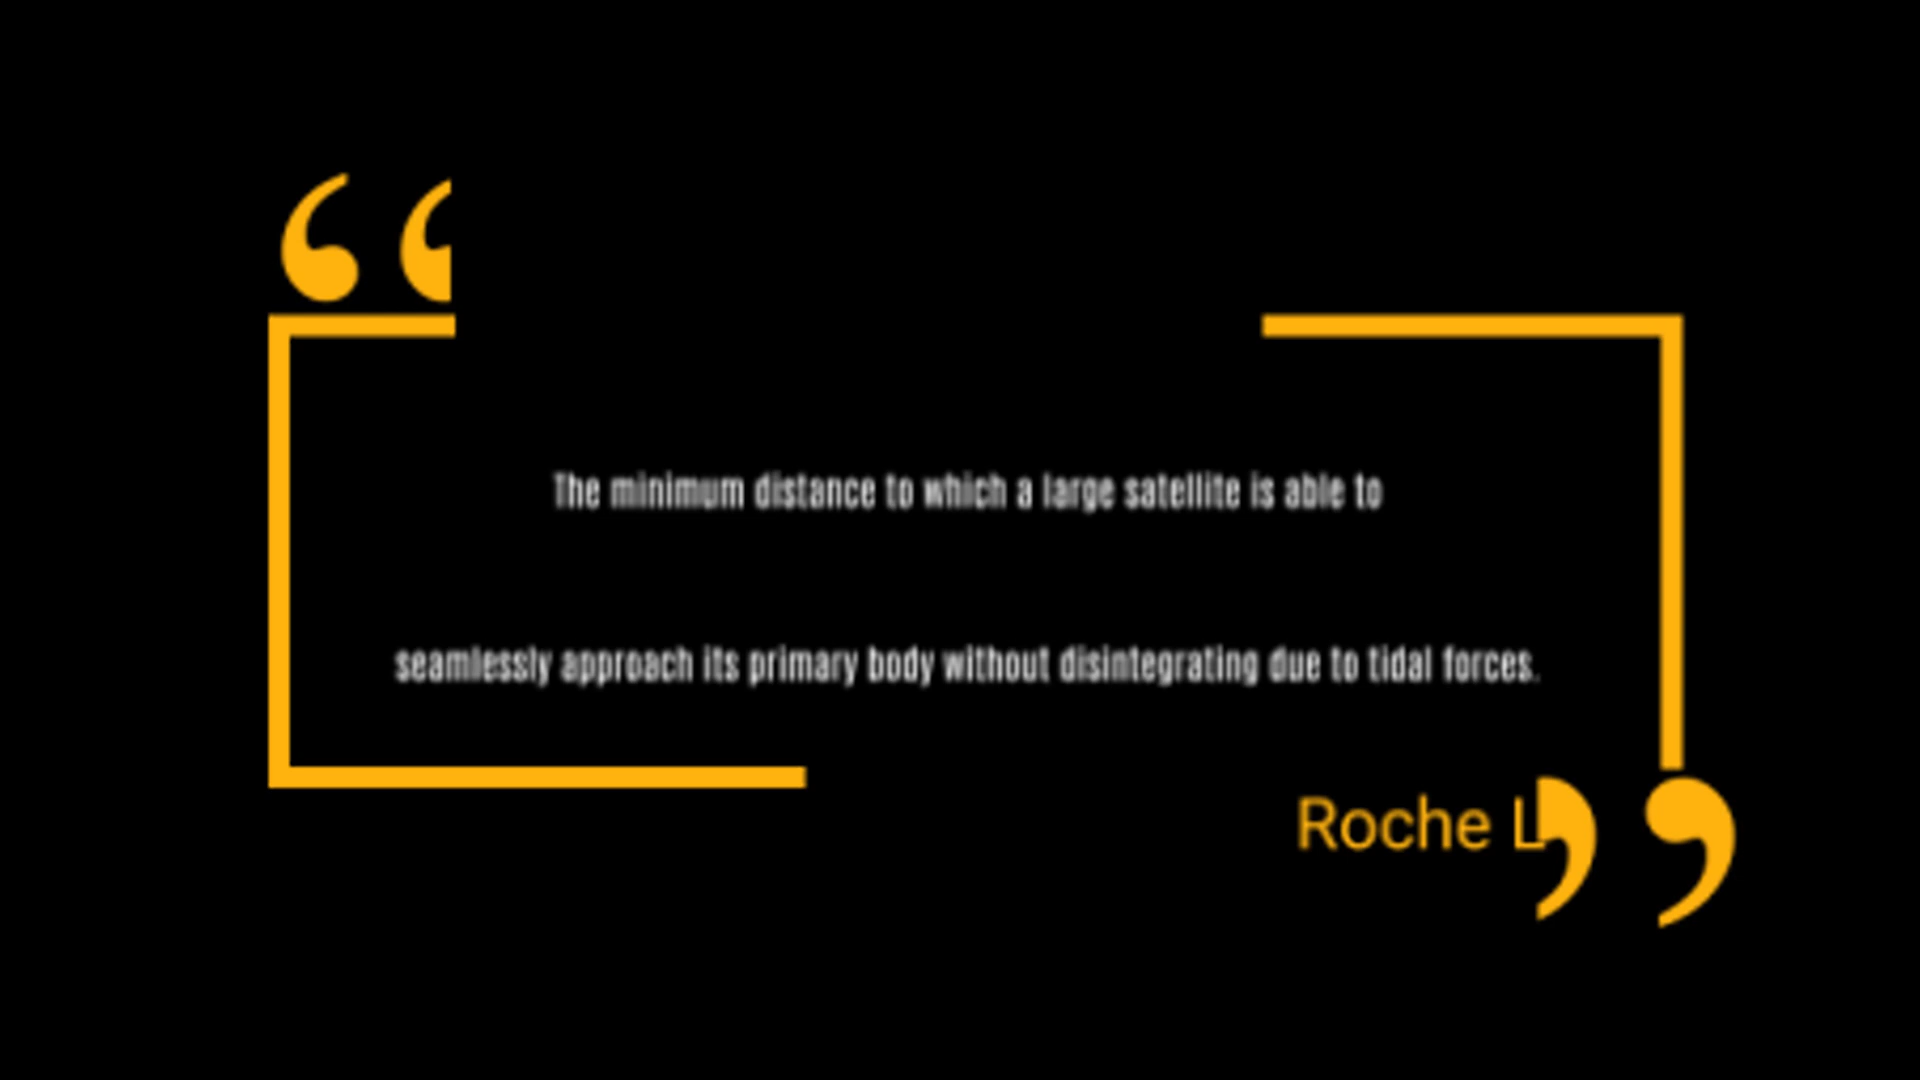 The minimum distance to which a large satellite is able to
seamlessly approach its primary body without disintegrating due to tidal forces.
Roche L